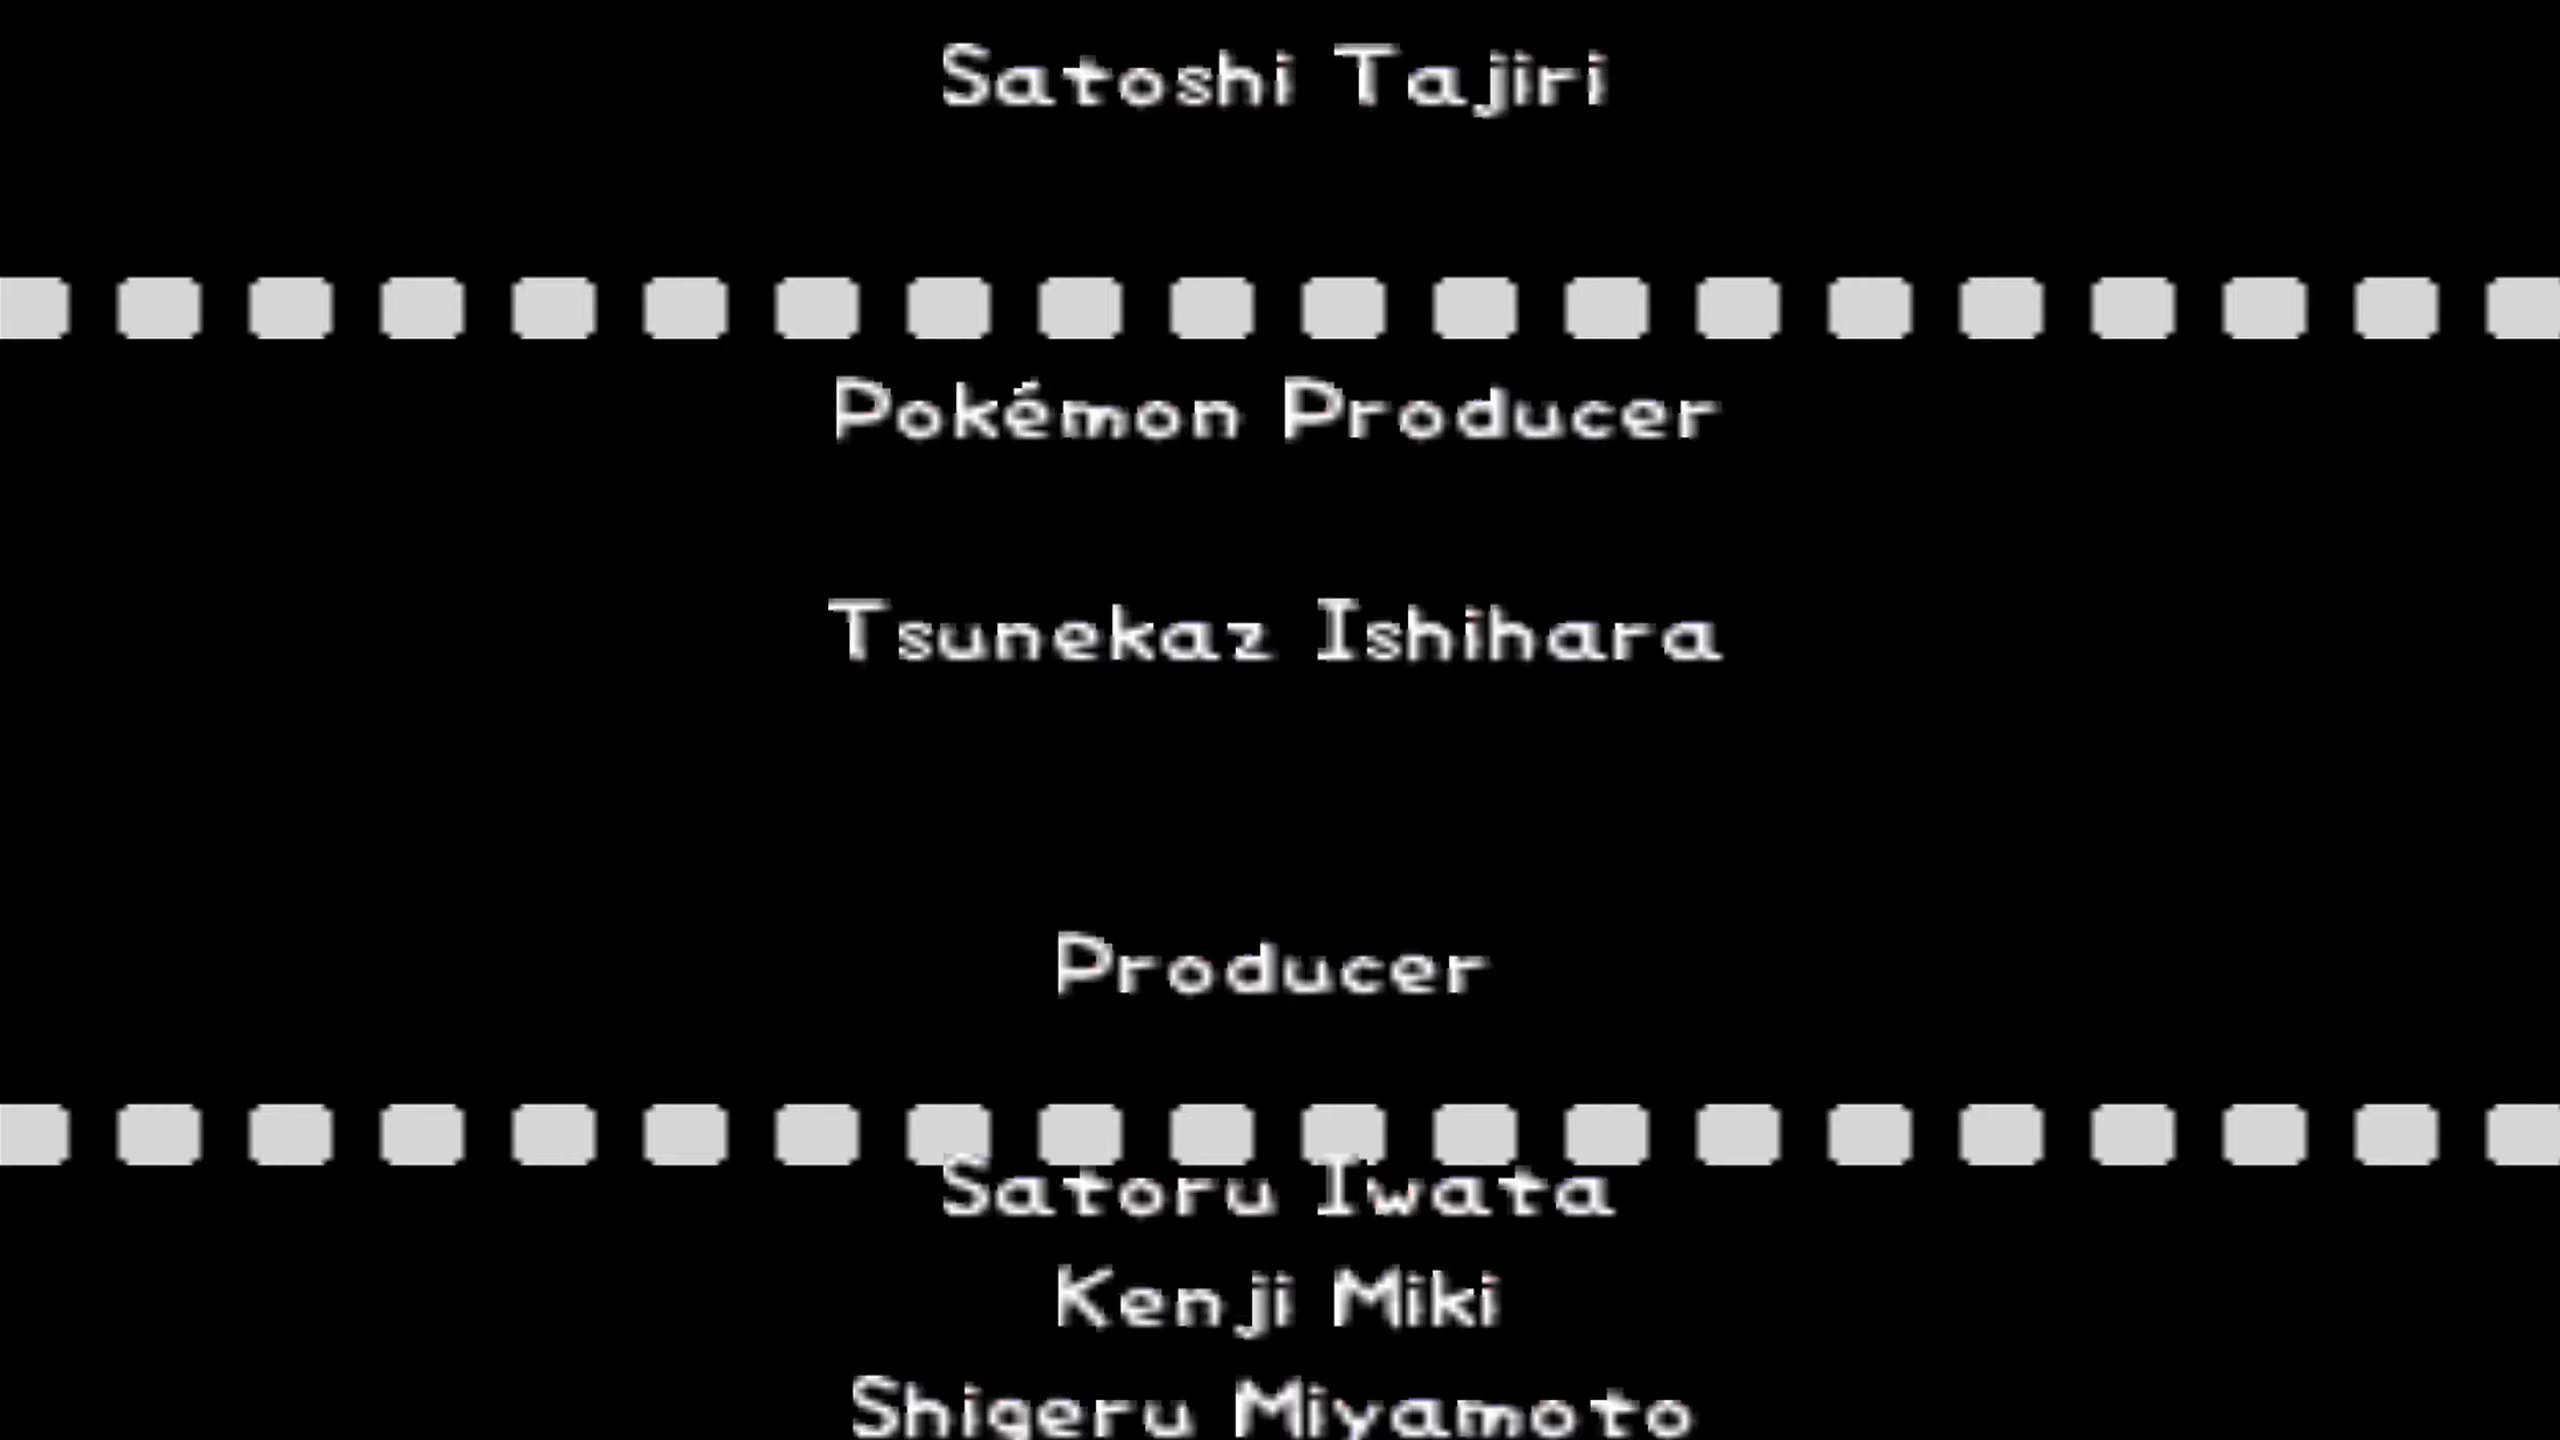 Satoshi Tajiri
Pokémon Producer
Tsunekaz Ishihara
Producer
Satoru Iwata
Kenji Miki
Shigeru Miyamoto